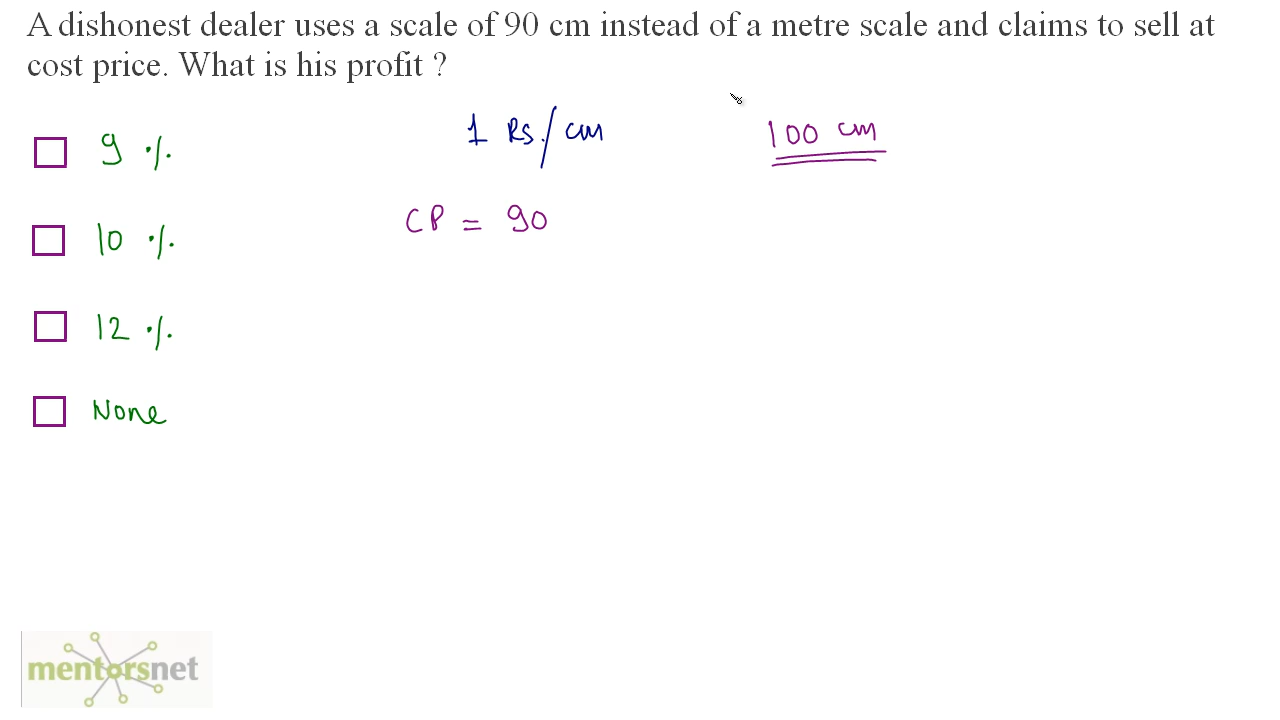 A dishonest dealer uses a scale of 90 cm instead of a metre scale and claims to sell at
cost price. What is his profit ?
1 Rs./cm
100 cm
9 %
CP = 90
10 %
12 %
None
mentorsnet